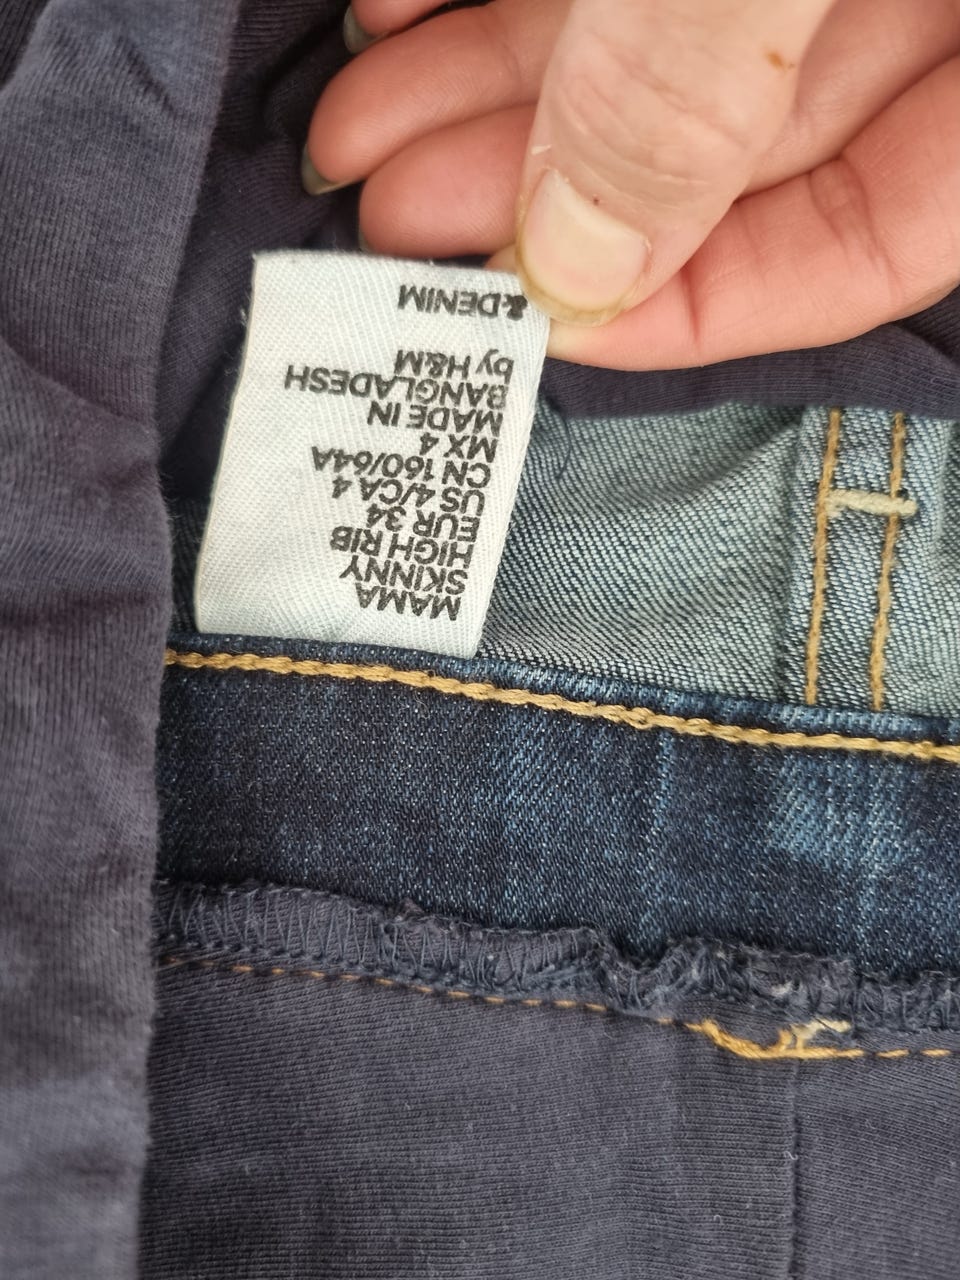 MAMA
SKINNY
HIGH RIB
EUR 34
US 4/CA 4
CN 160/64A
MX 4
MADE IN
BANGLADESH
by H&M
&DENIM